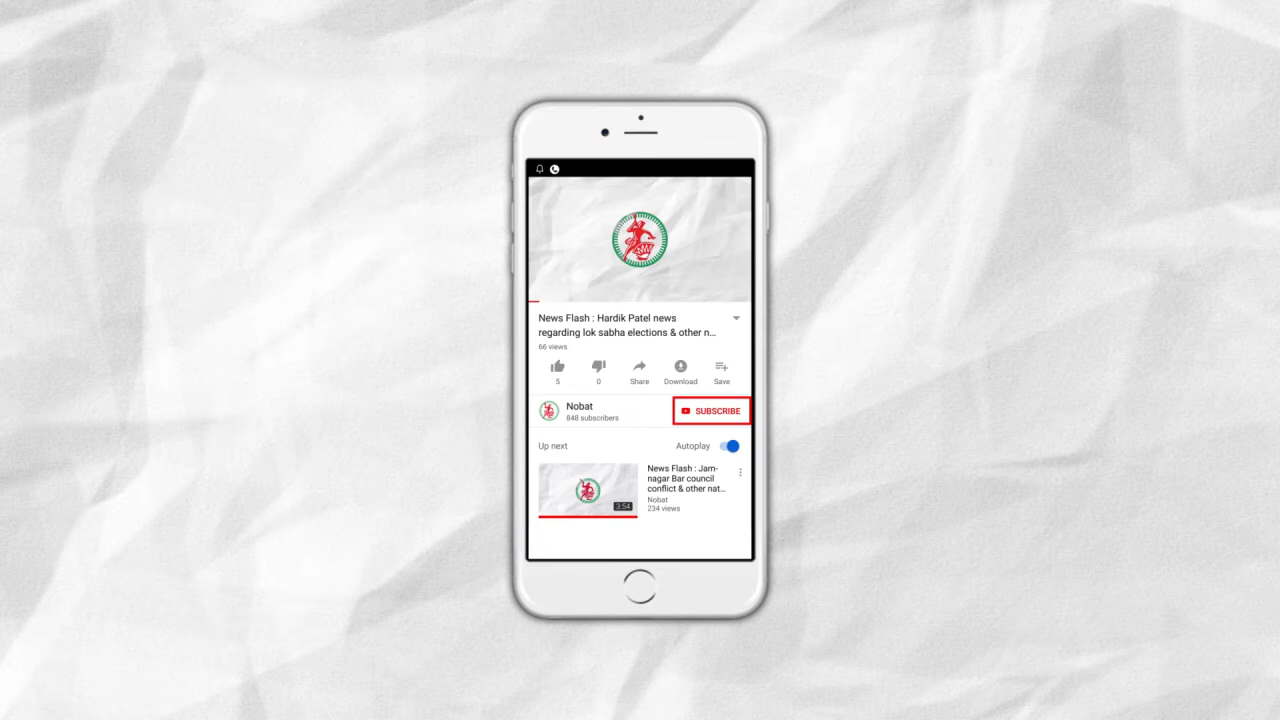 News Flash : Hardik Patel news
regarding lok sabha elections & other n...
66 views
5
0
Share
Download
Save
Nobat
848 subscribers
SUBSCRIBE
Up next
Autoplay
News Flash : Jam-
nagar Bar council
conflict & other nat...
Nobat
234 views
3:54